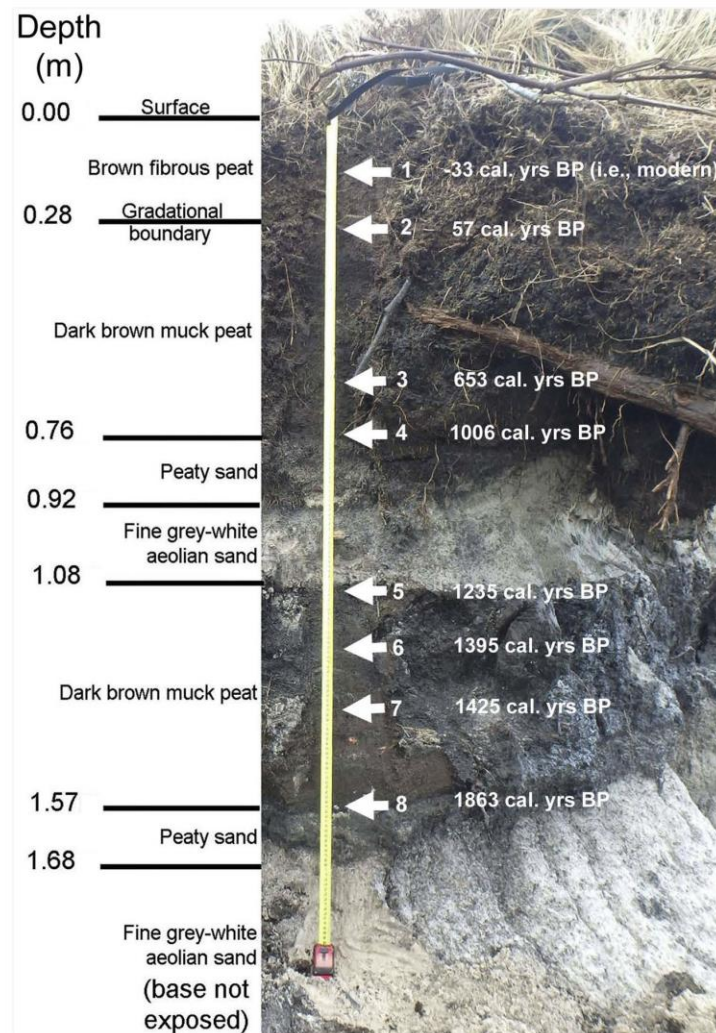 Depth
(m)
0.00
Surface
Brown fibrous peat
1
-33 cal. yrs BP (i.e., modern)
0.28
Gradational
boundary
2
57 cal. yrs BP
Dark brown muck peat
3
653 cal. yrs BP
0.76
4
1006 cal. yrs BP
Peaty sand
0.92
Fine grey-white
aeolian sand
1.08
5
1235 cal. yrs BP
6
1395 cal. yrs BP
Dark brown muck peat
7
1425 cal. yrs BP
1.57
8
1863 cal. yrs BP
Peaty sand
1.68
Fine grey-white
aeolian sand
(base not
exposed)